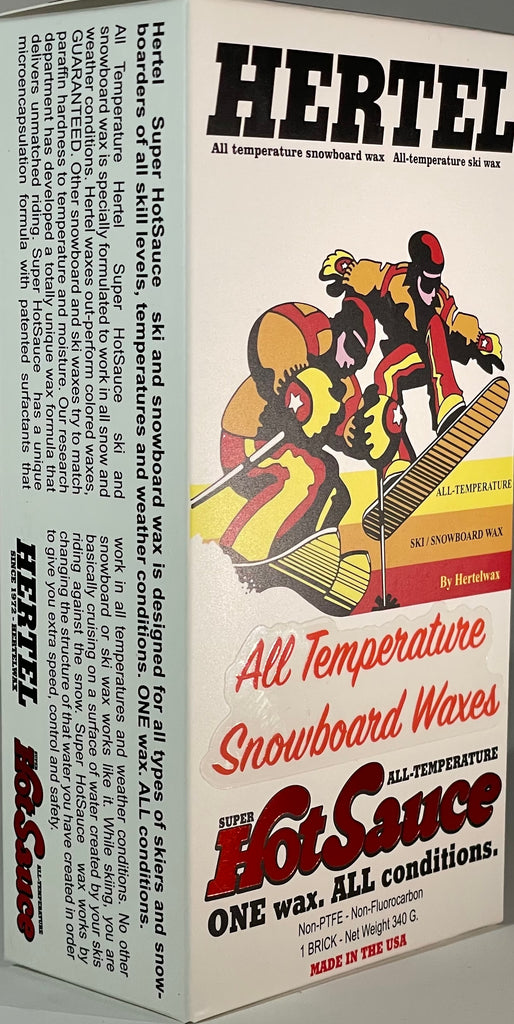 HERTEL
All temperature snowboard wax All-temperature ski wax
ALL-TEMPERATURE
SKI / SNOWBOARD WAX
By Hertelwax
All Temperature
Snowboard Waxes
ALL-TEMPERATURE
SUPER
HotSauce
ONE wax. ALL conditions.
Non-PTFE - Non-Fluorocarbon
1 BRICK - Net Weight 340 G.
MADE IN THE USA
Hertel Super HotSauce ski and snowboard wax is designed for all types of skiers and snow-
boarders of all skill levels, temperatures and weather conditions. ONE wax. ALL conditions.
All Temperature Hertel Super HotSauce ski and
snowboard wax is specially formulated to work in all snow and
weather conditions. Hertel waxes out-perform colored waxes,
GUARANTEED. Other snowboard and ski waxes try to match
paraffin hardness to temperature and moisture. Our research
department has developed a totally unique wax formula that
delivers unmatched riding. Super HotSauce has a unique
microencapsulation formula with patented surfactants that
work in all temperatures and weather conditions. No other
snowboard or ski wax works like it. While skiing, you are
basically cruising on a surface of water created by your skis
riding against the snow. Super HotSauce wax works by
changing the structure of that water you have created in order
to give you extra speed, control and safety.
HERTEL
SINCE 1972 - HERTELWAX
ALL-TEMPERATURE
SUPER
HotSauce